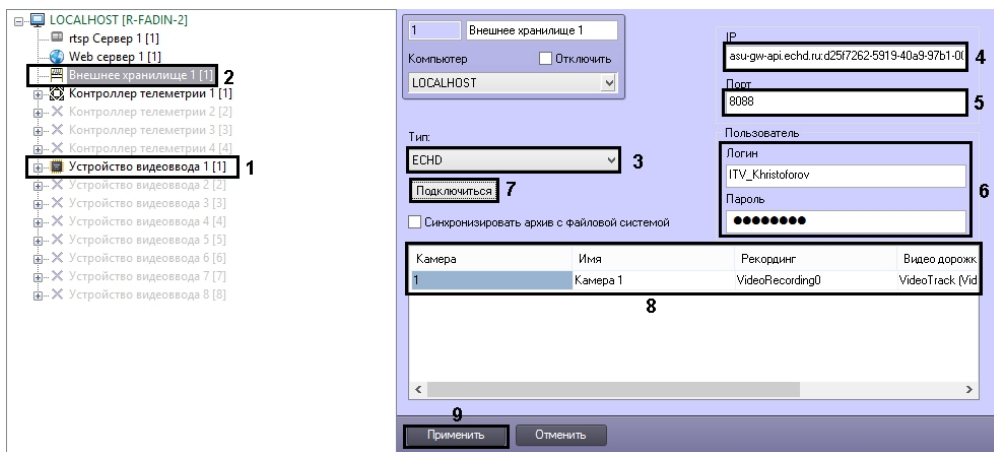 LOCALHOST [R-FADIN-2]
rtsp Сервер 1 [1]
Web сервер 1 [1]
Внешнее хранилище 1 [1] 2
Контроллер телеметрии 1 [1]
Контроллер телеметрии 2 [2]
Контроллер телеметрии 3 [3]
Контроллер телеметрии 4 [4]
Устройство видеоввода 1 [1] 1
Устройство видеоввода 2 [2]
Устройство видеоввода 3 [3]
Устройство видеоввода 4 [4]
Устройство видеоввода 5 [5]
Устройство видеоввода 6 [6]
Устройство видеоввода 7 [7]
Устройство видеоввода 8 [8]
1 Внешнее хранилище 1
Компьютер Отключить
LOCALHOST
IP
asu-gw-api.echd.ru:d25f7262-5919-40a9-97b1-0( 4
Порт
8088 5
Тип:
ECHD 3
Подключиться 7
Синхронизировать архив с файловой системой
Пользователь
Логин
ITV_Khristoforov
6
Пароль
●●●●●●●●
Камера Имя Рекординг Видео дорожк
1 Камера 1 VideoRecording0 VideoTrack (Vid
8
9
Применить Отменить